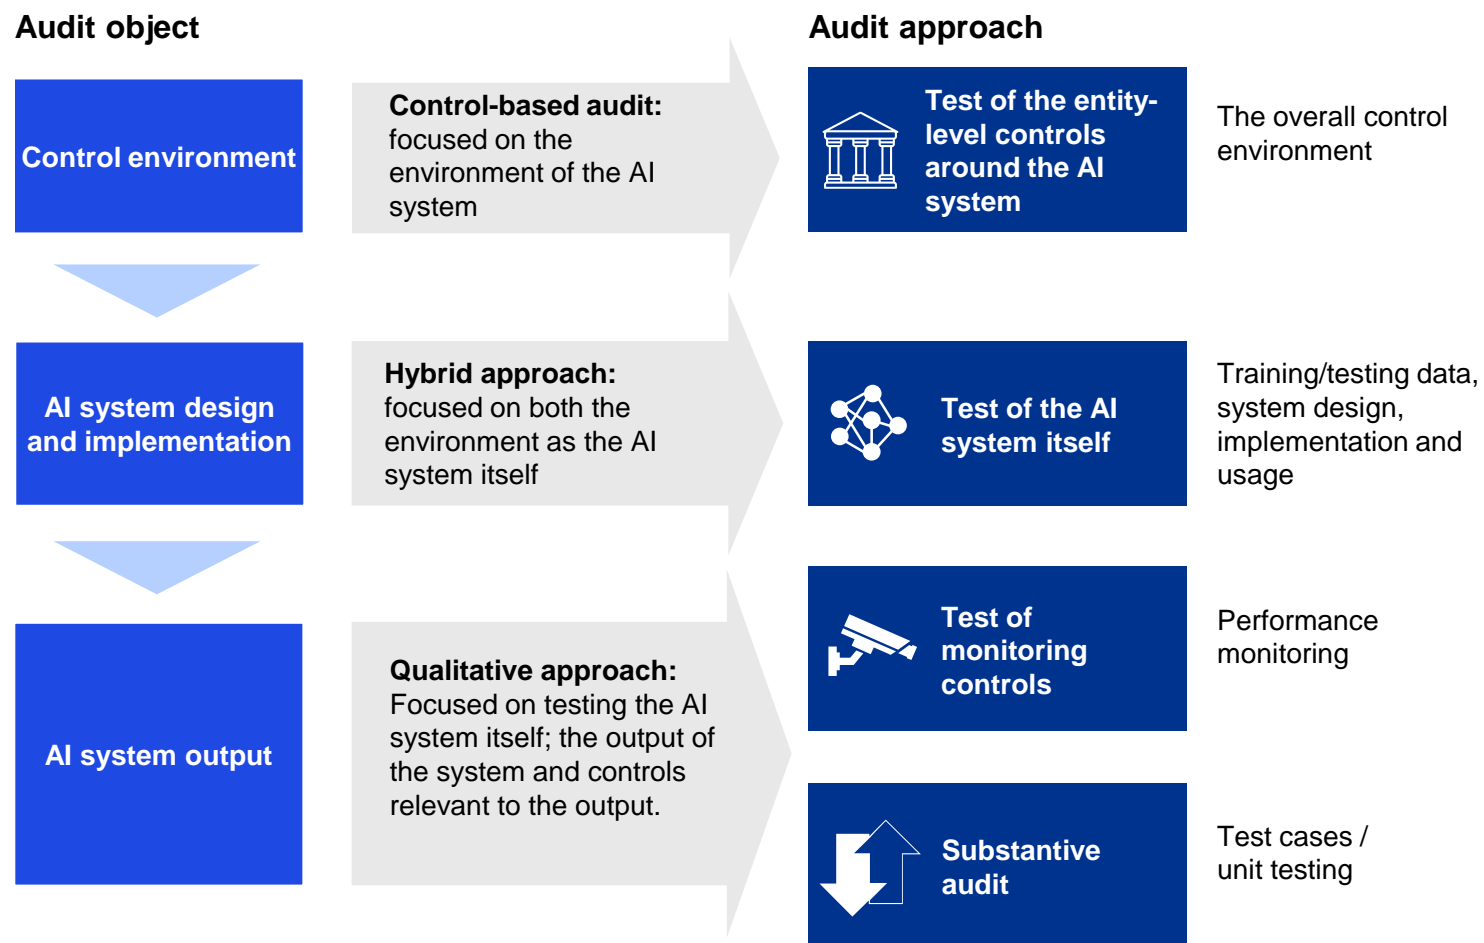 Audit object
Audit approach
Control environment
Control-based audit:
focused on the
environment of the AI
system
Test of the entity-
level controls
around the AI
system
The overall control
environment
AI system design
and implementation
Hybrid approach:
focused on both the
environment as the AI
system itself
Test of the AI
system itself
Training/testing data,
system design,
implementation and
usage
AI system output
Qualitative approach:
Focused on testing the AI
system itself; the output of
the system and controls
relevant to the output.
Test of
monitoring
controls
Performance
monitoring
Substantive
audit
Test cases /
unit testing